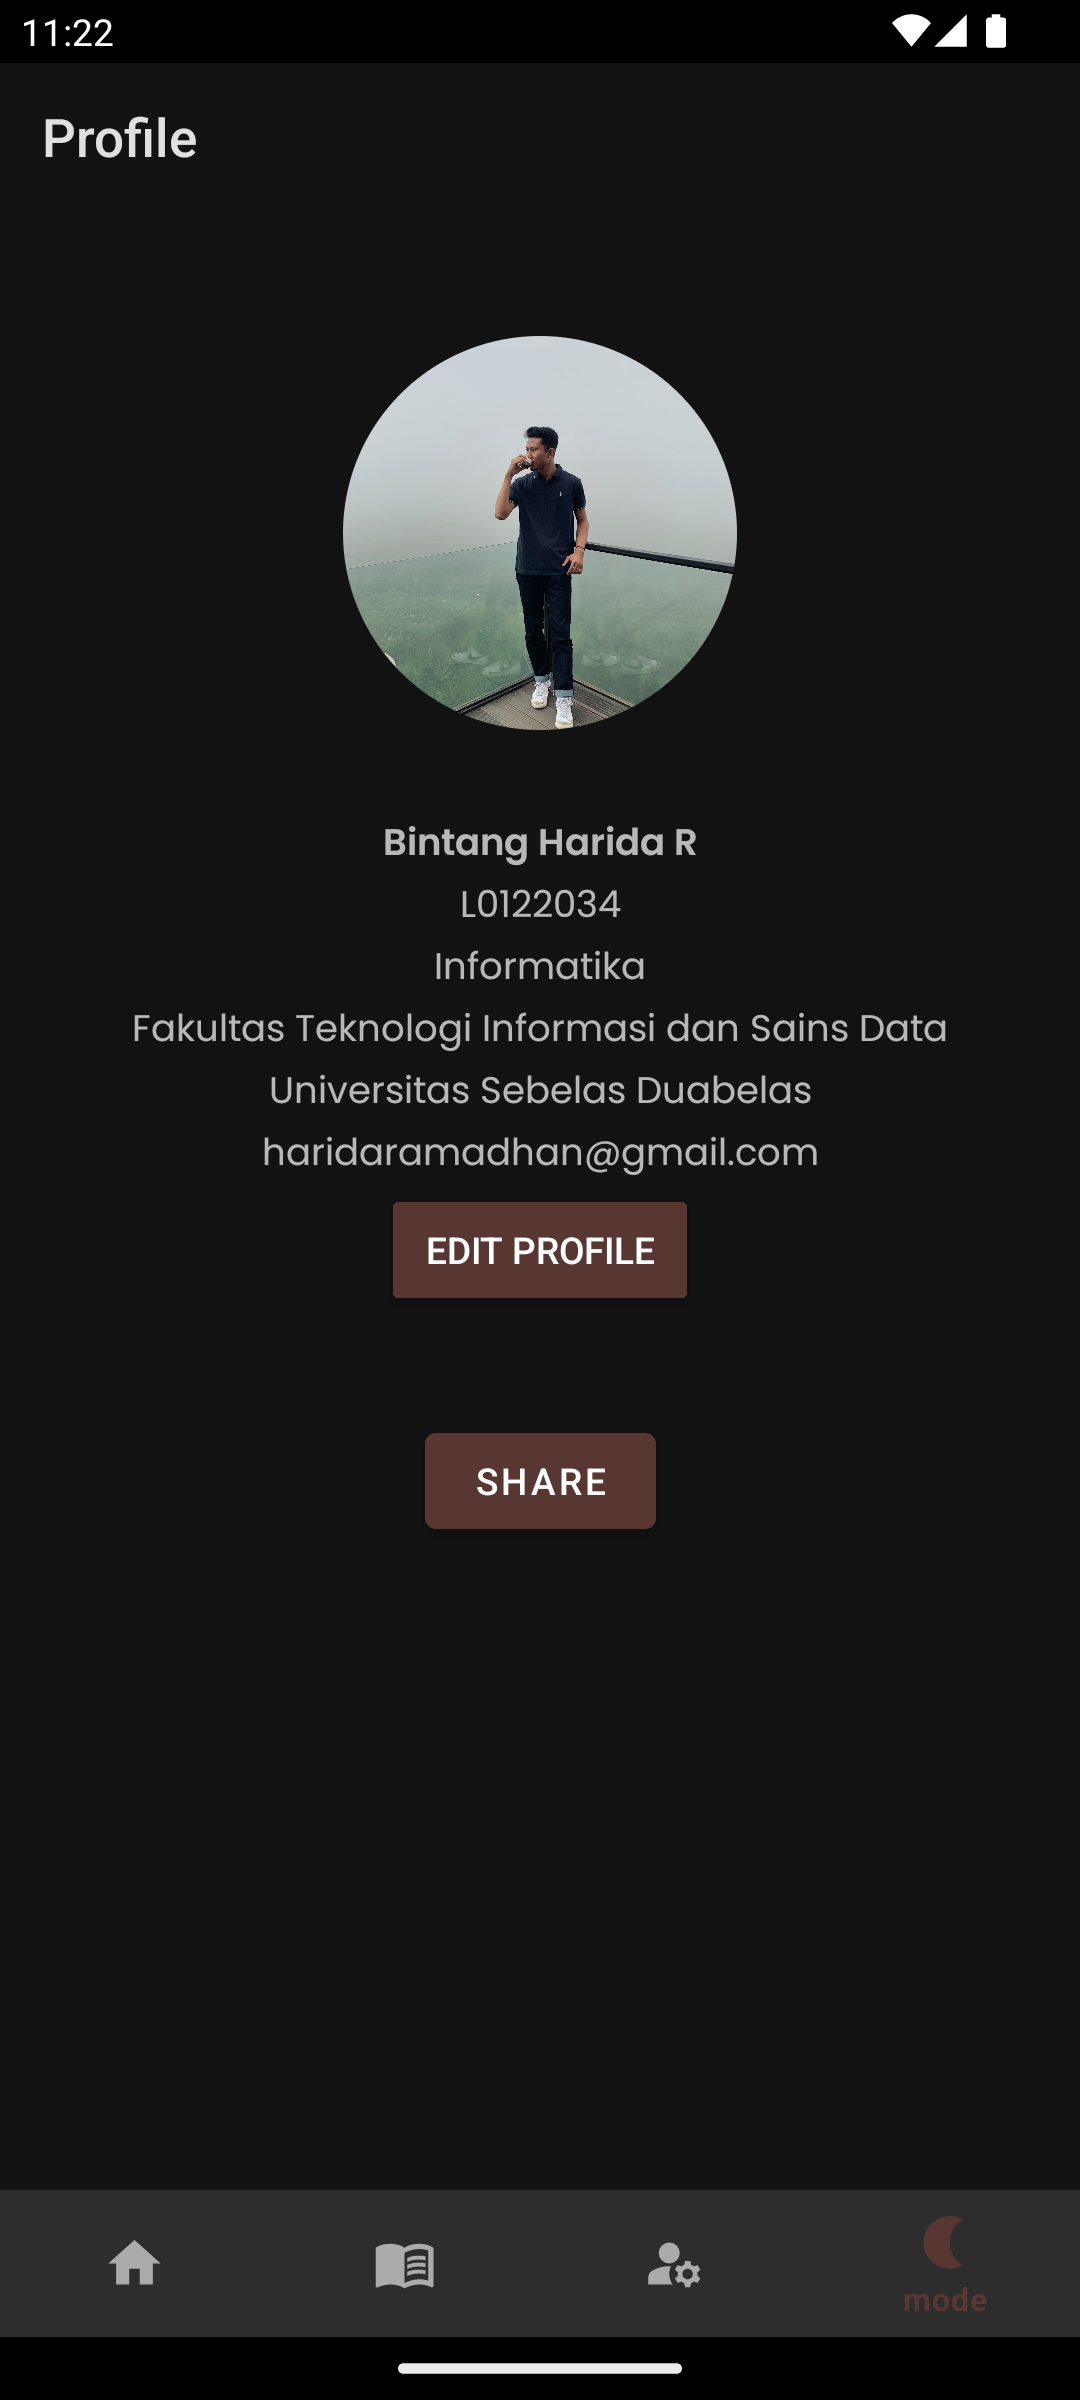 11:22
Profile
Bintang Harida R
L0122034
Informatika
Fakultas Teknologi Informasi dan Sains Data
Universitas Sebelas Duabelas
haridaramadhan@gmail.com
EDIT PROFILE
SHARE
mode